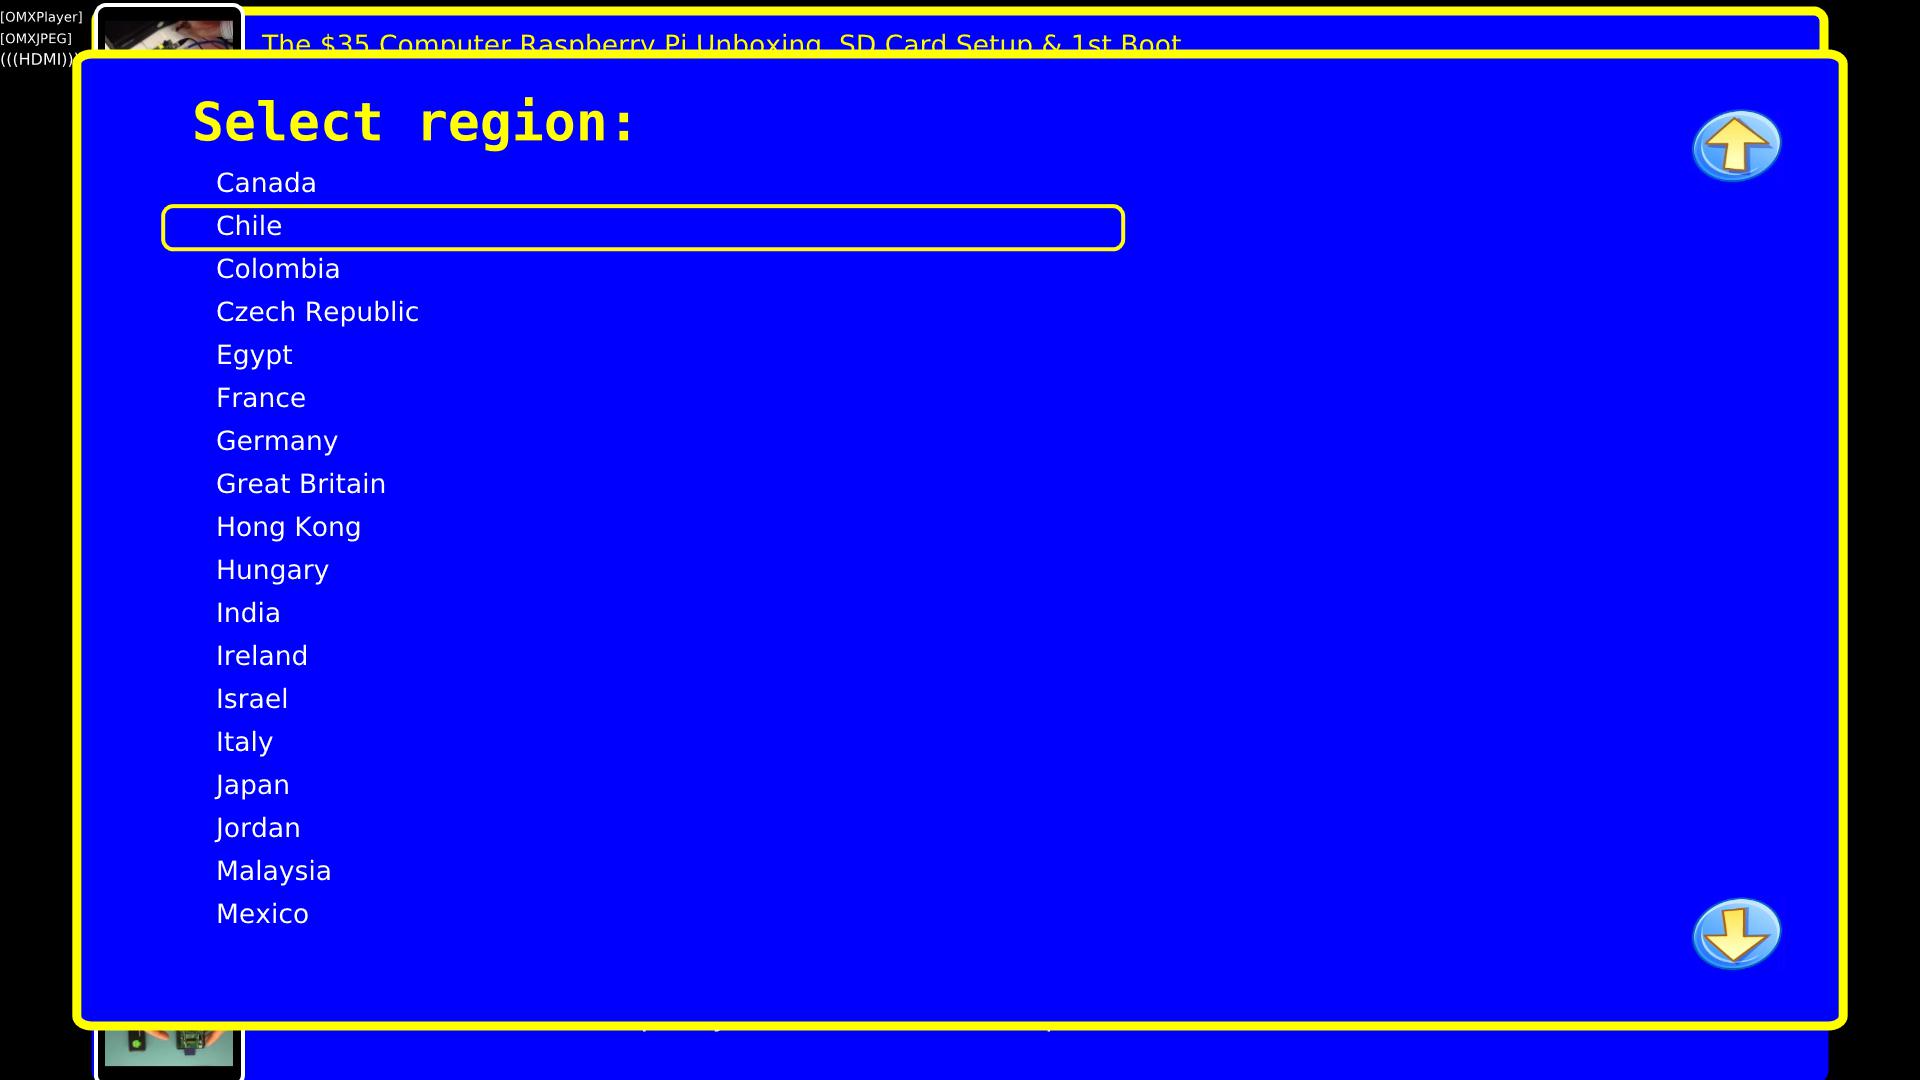 [OMXPlayer]
The $35 Computer Raspberry Pi Unboxing, SD Card Setup & 1st Boot
[OMXJPEG]
(((HDMI)))
Select region:
Canada
Chile
Colombia
Czech Republic
Egypt
France
Germany
Great Britain
Hong Kong
Hungary
India
Ireland
Israel
Italy
Japan
Jordan
Malaysia
Mexico